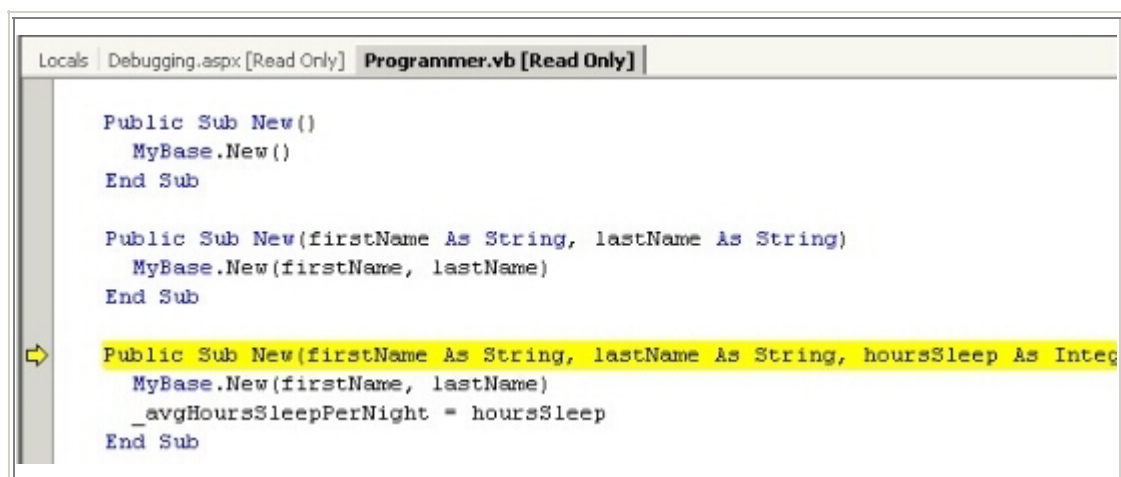 Locals Debugging.aspx [Read Only] Programmer.vb [Read Only]
Public Sub New()
MyBase.New()
End Sub
Public Sub New(firstName As String, lastName As String)
MyBase.New(firstName, lastName)
End Sub
Public Sub New(firstName As String, lastName As String, hoursSleep As Integ
MyBase.New(firstName, lastName)
_avgHoursSleepPerNight = hoursSleep
End Sub